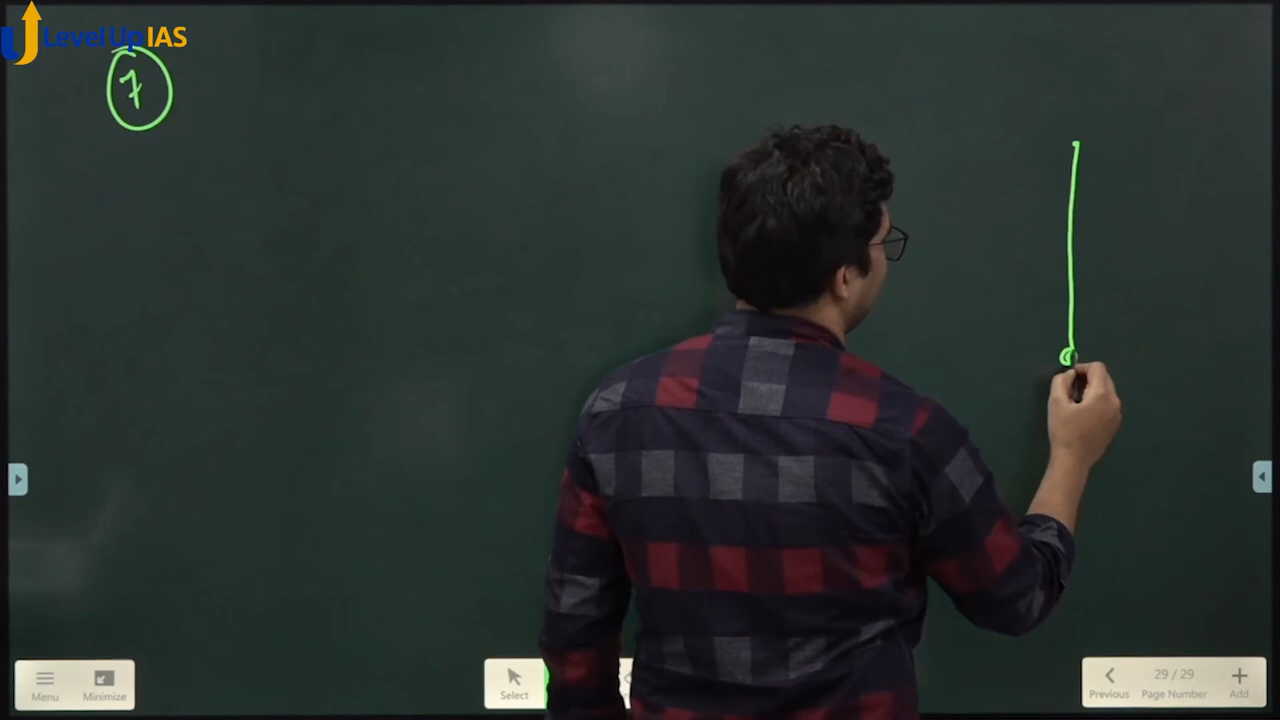 Level Up IAS
7
Menu
Minimize
Select
Previous
29 / 29
Page Number
Add